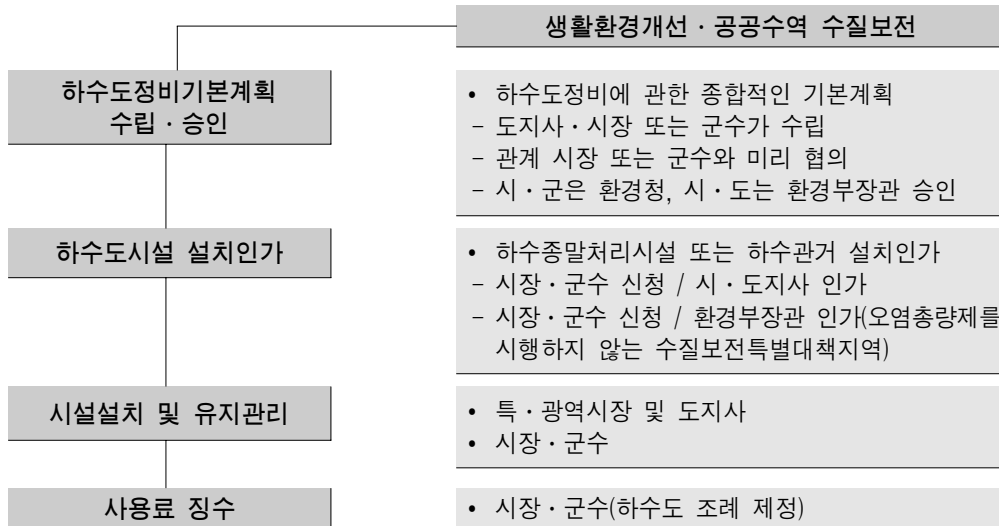 생활환경개선 · 공공수역 수질보전
하수도정비기본계획
수립 · 승인
• 하수도정비에 관한 종합적인 기본계획
- 도지사 · 시장 또는 군수가 수립
- 관계 시장 또는 군수와 미리 협의
- 시 · 군은 환경청, 시 · 도는 환경부장관 승인
하수도시설 설치인가
• 하수종말처리시설 또는 하수관거 설치인가
- 시장 · 군수 신청 / 시 · 도지사 인가
- 시장 · 군수 신청 / 환경부장관 인가(오염총량제를
시행하지 않는 수질보전특별대책지역)
시설설치 및 유지관리
• 특 · 광역시장 및 도지사
• 시장 · 군수
사용료 징수
• 시장 · 군수(하수도 조례 제정)